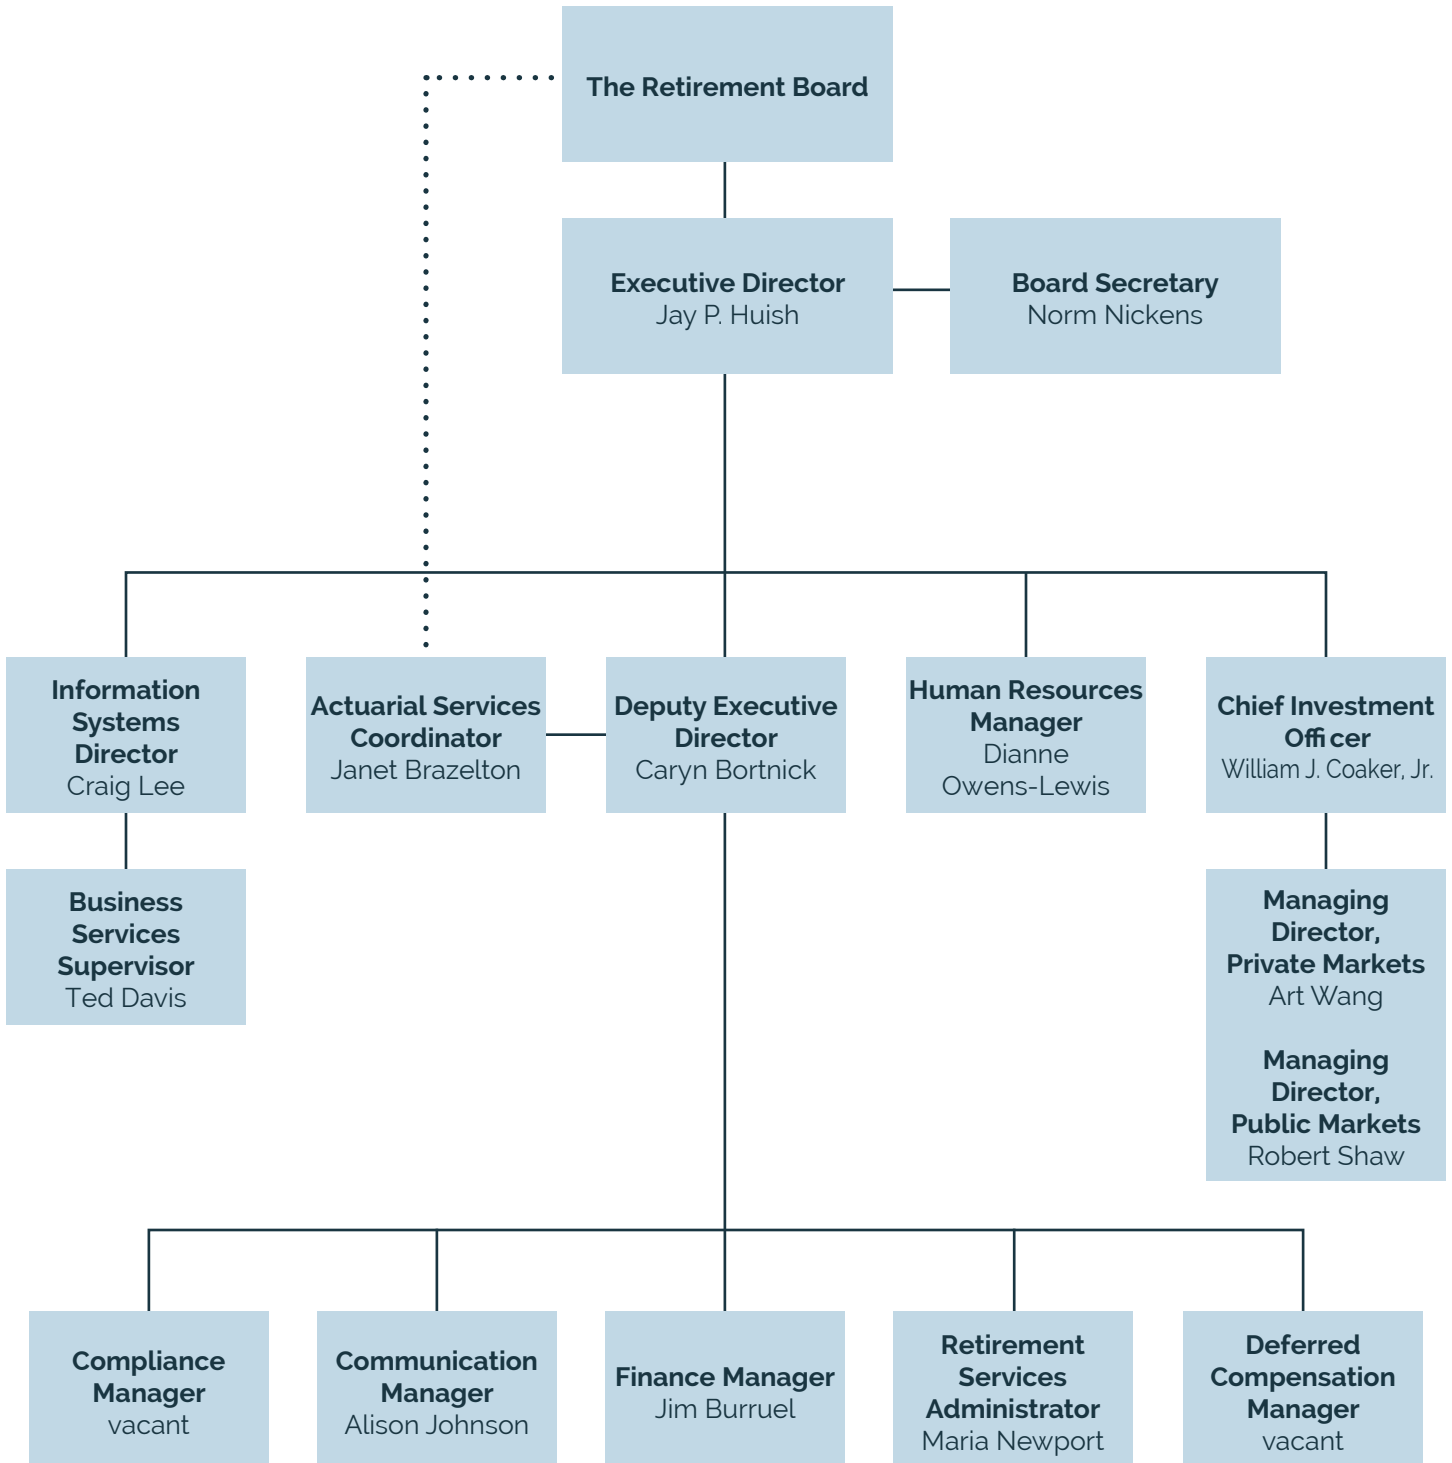 The Retirement Board
Executive Director
Jay P. Huish
Board Secretary
Norm Nickens
Information
Systems
Director
Craig Lee
Actuarial Services
Coordinator
Janet Brazelton
Deputy Executive
Director
Caryn Bortnick
Human Resources
Manager
Dianne
Owens-Lewis
Chief Investment
Officer
William J. Coaker, Jr.
Business
Services
Supervisor
Ted Davis
Managing
Director,
Private Markets
Art Wang
Managing
Director,
Public Markets
Robert Shaw
Compliance
Manager
vacant
Communication
Manager
Alison Johnson
Finance Manager
Jim Burruel
Retirement
Services
Administrator
Maria Newport
Deferred
Compensation
Manager
vacant